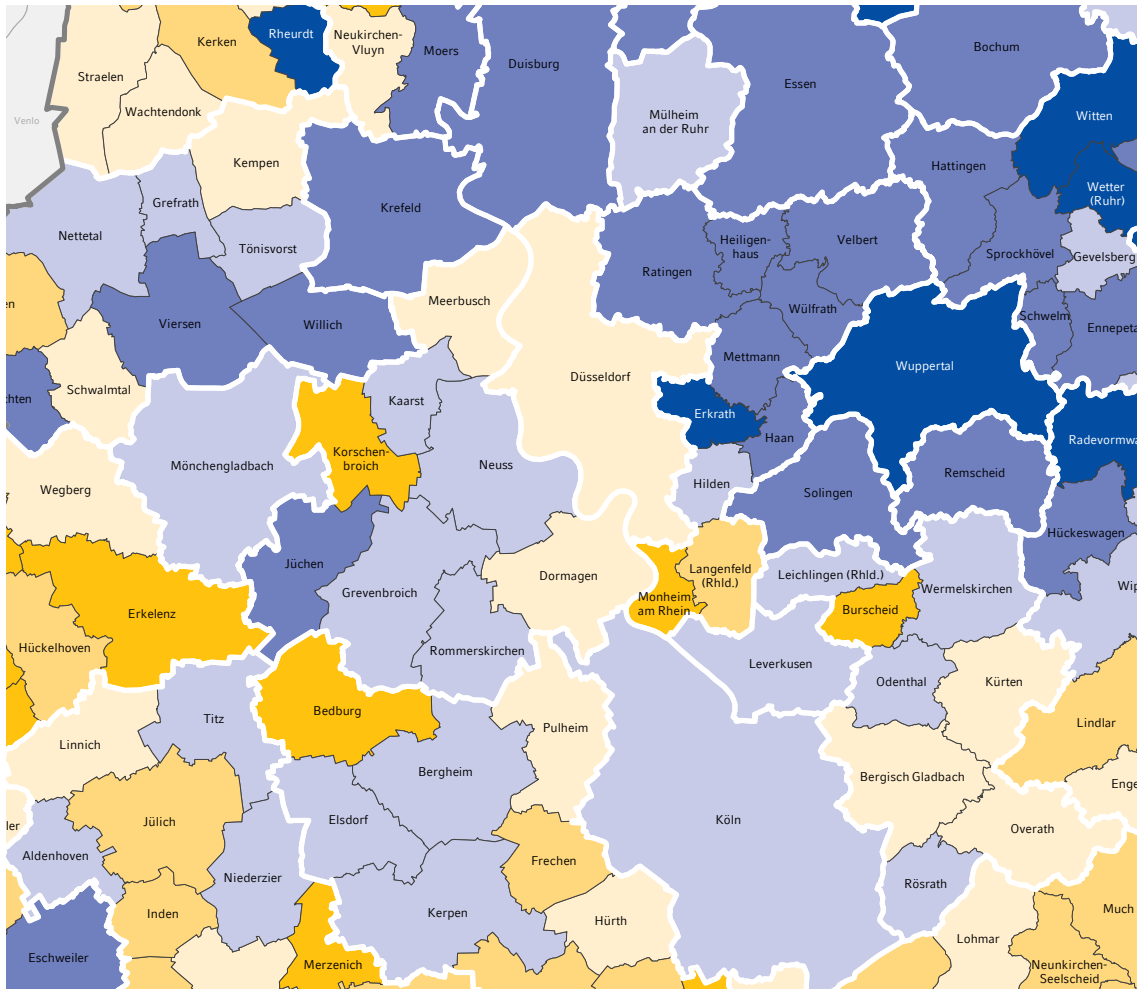 Rheurdt
Neukirchen-
Vluyn
Kerken
Moers
Bochum
Duisburg
Straelen
Essen
Wachtendonk
Venlo
Mülheim
an der Ruhr
Witten
Kempen
Hattingen
Wetter
(Ruhr)
Grefrath
Krefeld
Nettetal
Tönisvorst
Heiligen-
haus
Velbert
Sprockhövel
Gevelsberg
Ratingen
en
Meerbusch
Viersen
Willich
Wülfrath
Schwelm
Ennepeta
Mettmann
Wuppertal
Düsseldorf
Schwalmtal
chten
Kaarst
Erkrath
Haan
Radevormwa
Korschen-
broich
Mönchengladbach
Neuss
Wegberg
Hilden
Solingen
Remscheid
Hückeswagen
Jüchen
Dormagen
Langenfeld
(Rhld.)
Leichlingen (Rhld.)
Wermelskirchen
Wip
Grevenbroich
Monheim
am Rhein
Burscheid
Erkelenz
Hückelhoven
Rommerskirchen
Leverkusen
Odenthal
Kürten
Titz
Bedburg
Pulheim
Lindlar
Linnich
Bergheim
Bergisch Gladbach
Enge
Jülich
Elsdorf
Köln
Overath
ler
Aldenhoven
Frechen
Niederzier
Rösrath
Inden
Kerpen
Hürth
Much
Lohmar
Eschweiler
Merzenich
Neunkirchen-
Seelscheid